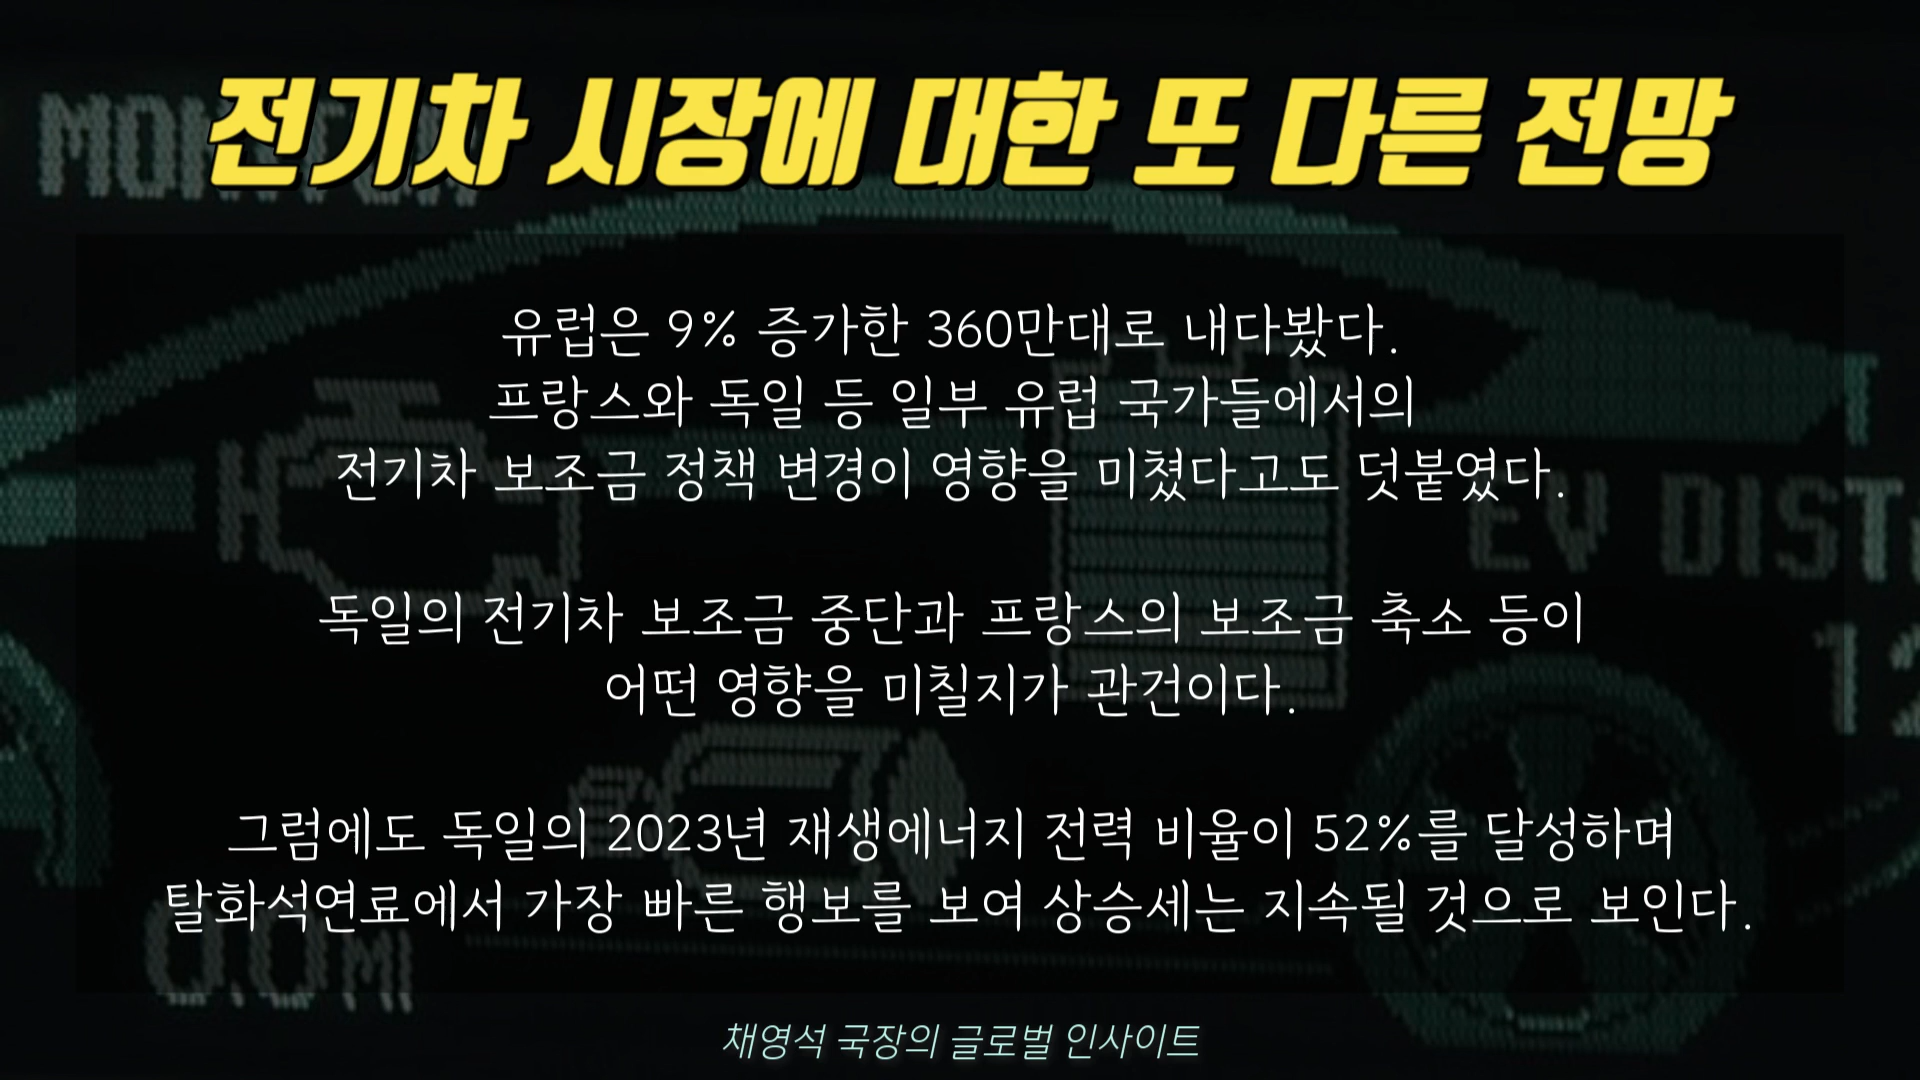 전기차 시장에 대한 또 다른 전망
유럽은 9% 증가한 360만대로 내다봤다.
프랑스와 독일 등 일부 유럽 국가들에서의
전기차 보조금 정책 변경이 영향을 미쳤다고도 덧붙였다.
독일의 전기차 보조금 중단과 프랑스의 보조금 축소 등이
어떤 영향을 미칠지가 관건이다.
그럼에도 독일의 2023년 재생에너지 전력 비율이 52%를 달성하며
탈화석연료에서 가장 빠른 행보를 보여 상승세는 지속될 것으로 보인다.
EV DIST
12
0.0MI
채영석 국장의 글로벌 인사이트